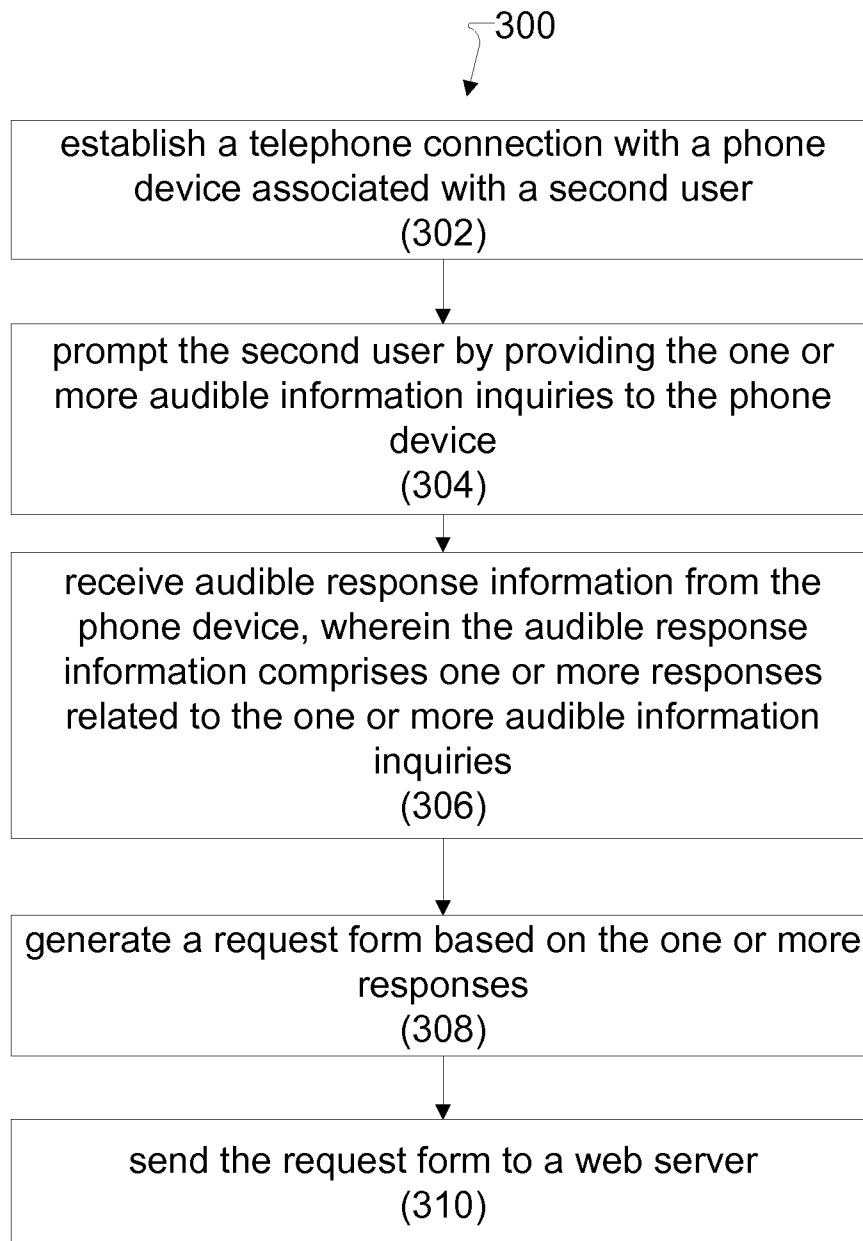 300
establish a telephone connection with a phone
device associated with a second user
(302)
prompt the second user by providing the one or
more audible information inquiries to the phone
device
(304)
receive audible response information from the
phone device, wherein the audible response
information comprises one or more responses
related to the one or more audible information
inquiries
(306)
generate a request form based on the one or more
responses
(308)
send the request form to a web server
(310)